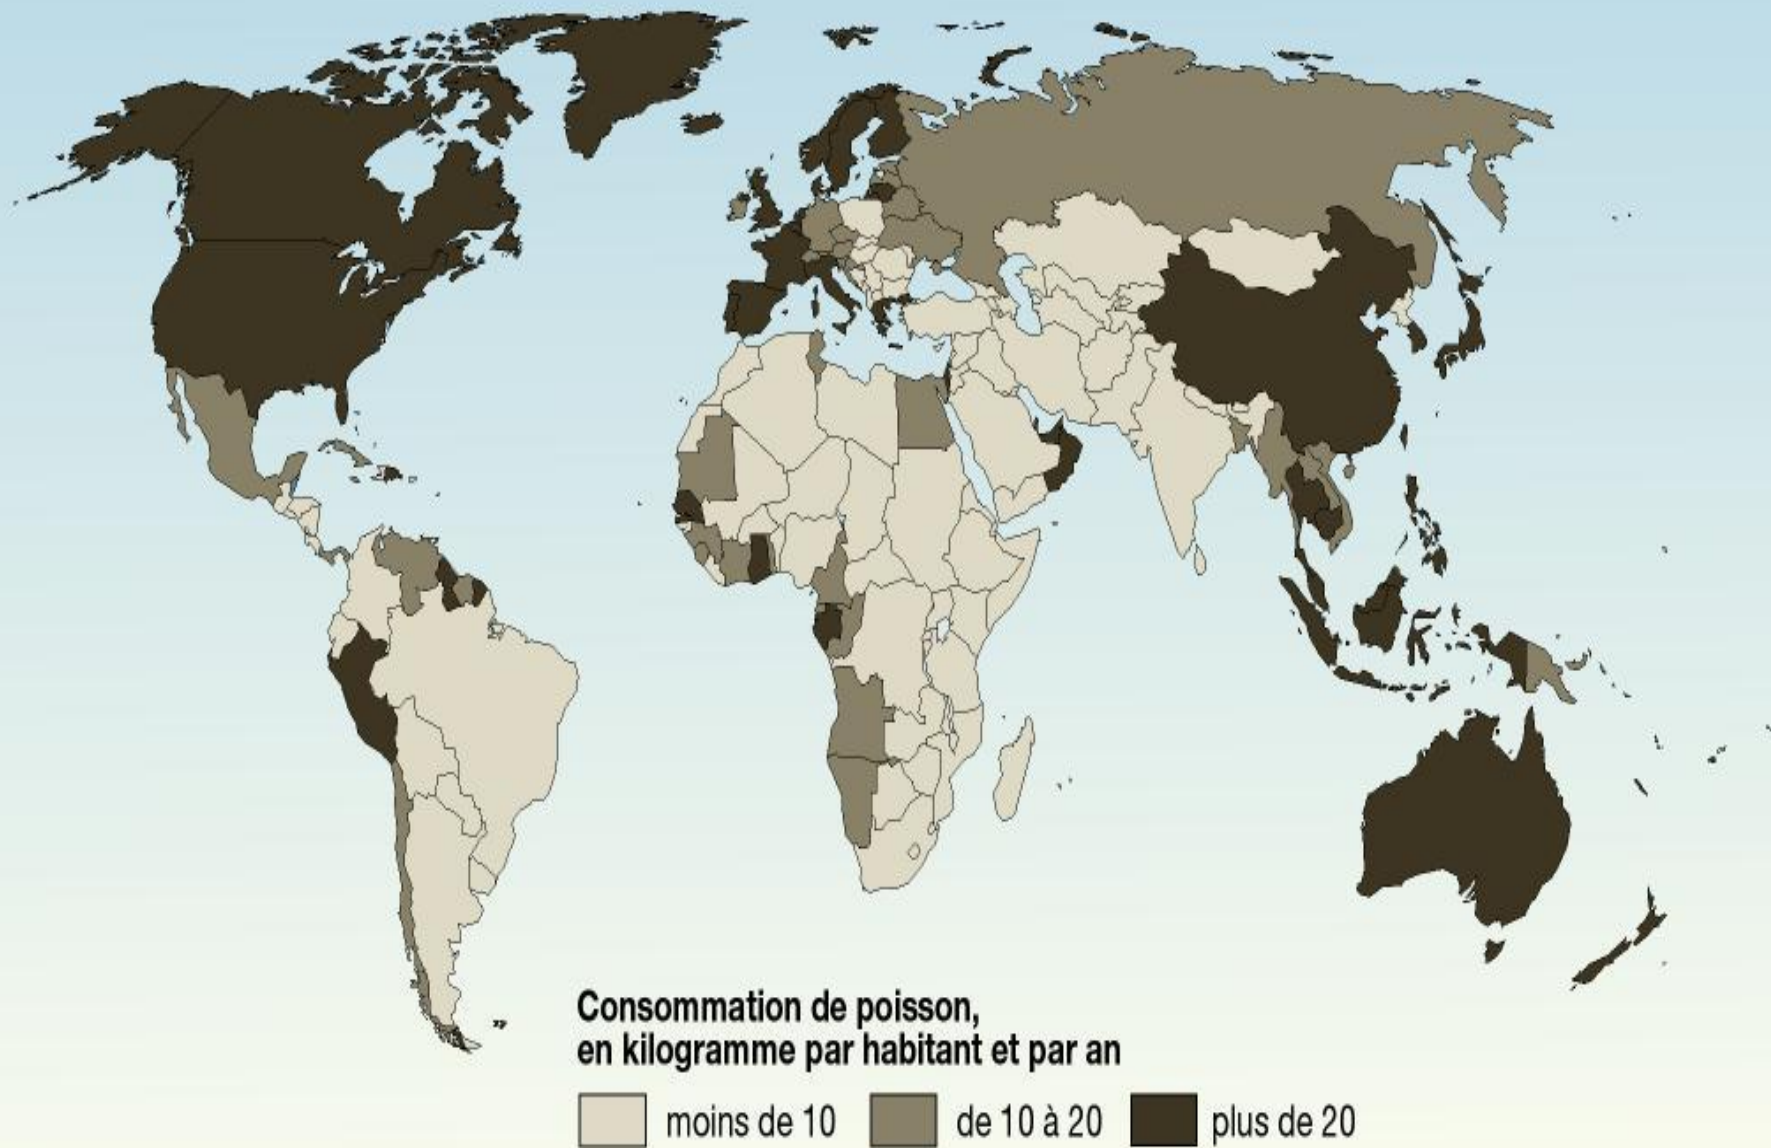 Consommation de poisson,
en kilogramme par habitant et par an
moins de 10 de 10 à 20 plus de 20